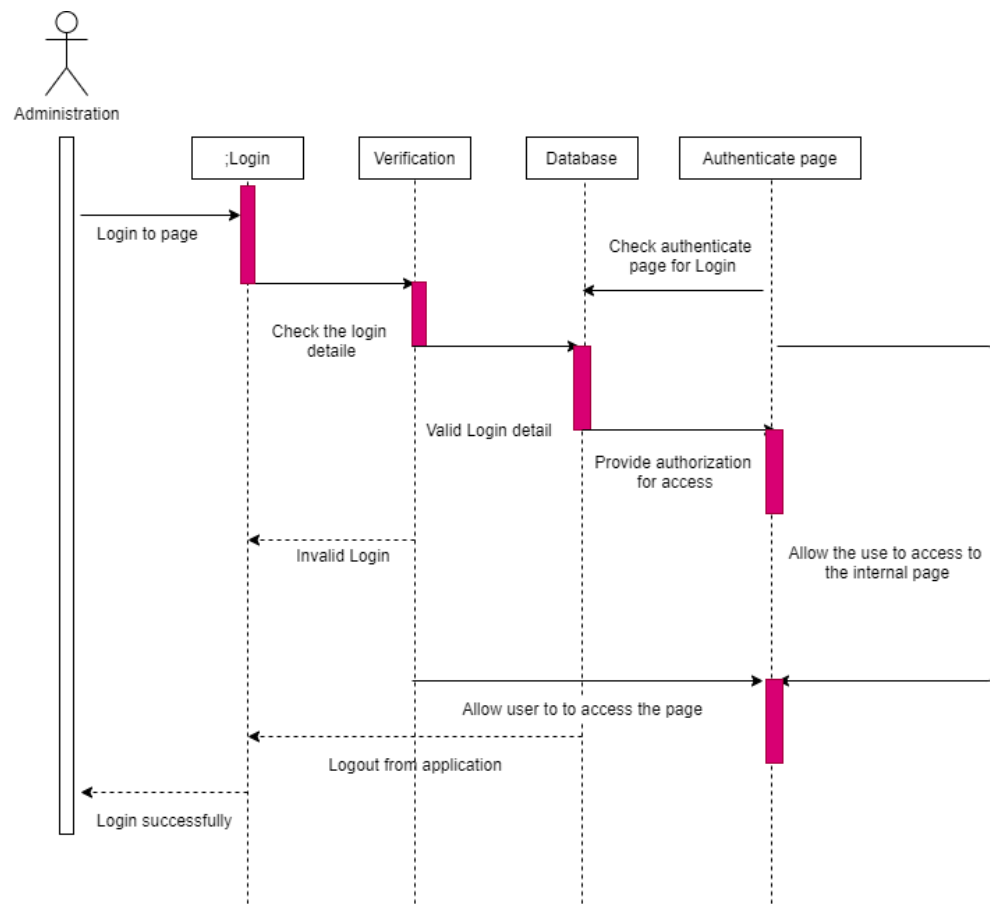 Administration
;Login
Verification
Database
Authenticate page
Login to page
Check authenticate
page for Login
Check the login
detaile
Valid Login detail
Provide authorization
for access
Invalid Login
Allow the use to access to
the internal page
Allow user to to access the page
Logout from application
Login successfully